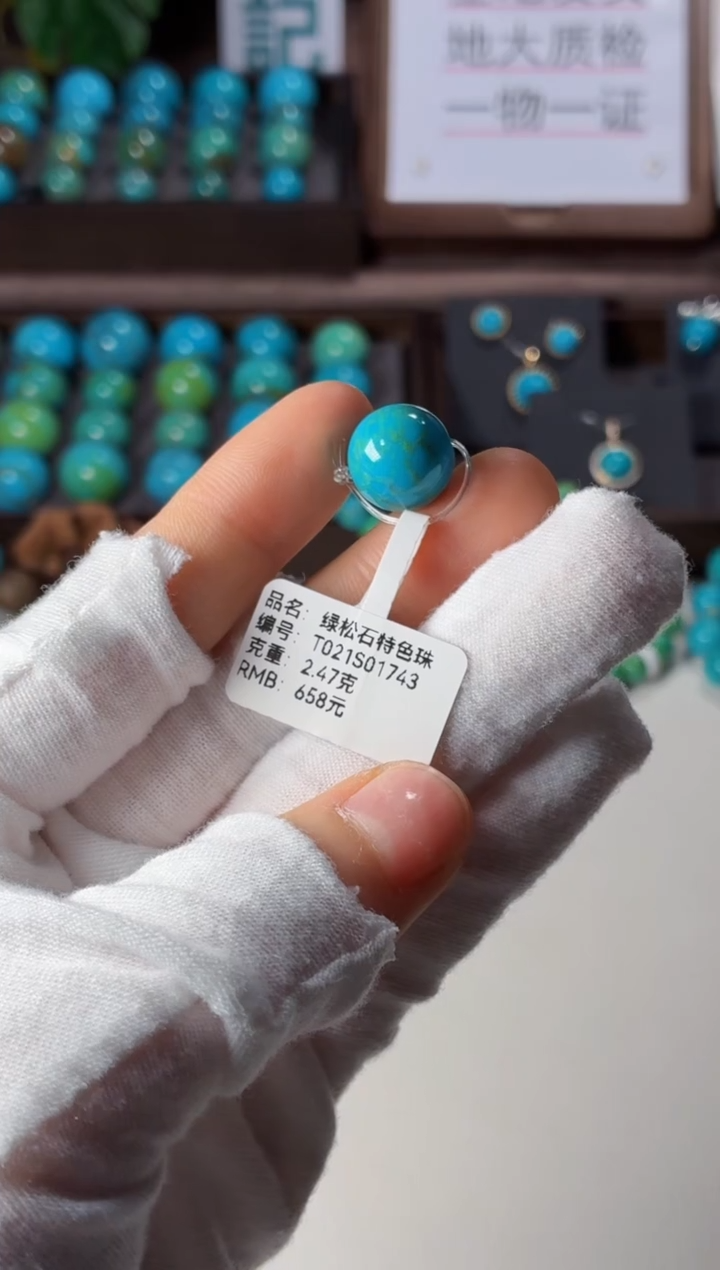 記
地大质检
一物一证
品名: 绿松石特色珠
编号: T021S01743
克重: 2.47克
RMB: 658元